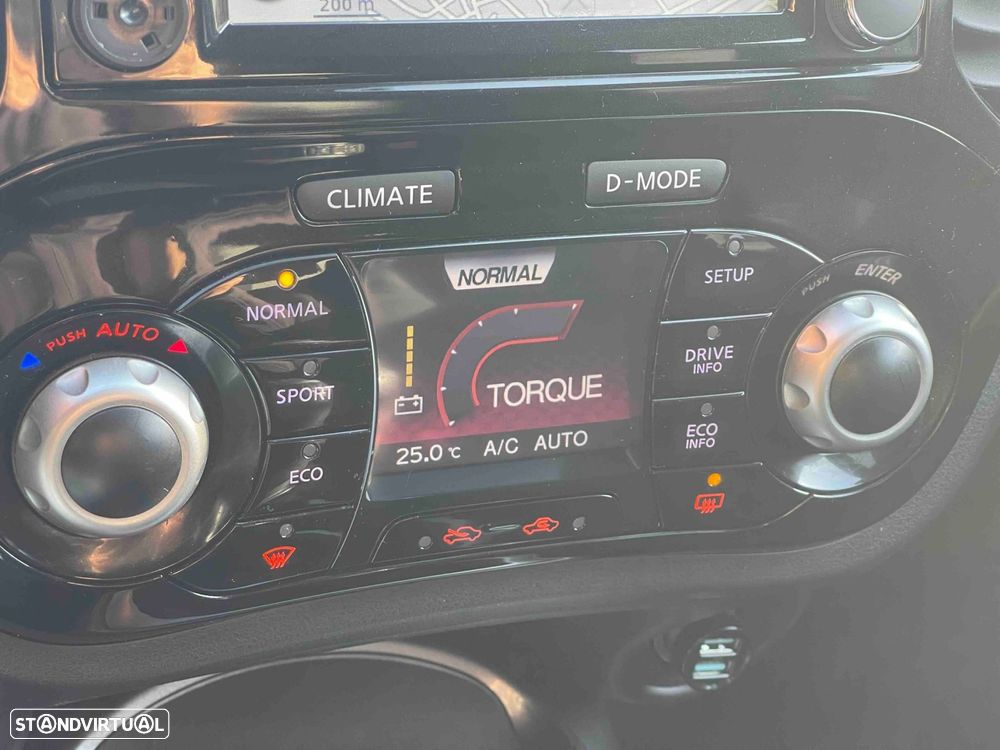 200 m
CLIMATE
D-MODE
NORMAL
NORMAL
SETUP
PUSH ENTER
PUSH AUTO
SPORT
DRIVE
INFO
TORQUE
ECO
ECO
INFO
25.0 °C A/C AUTO
STANDVIRTUAL